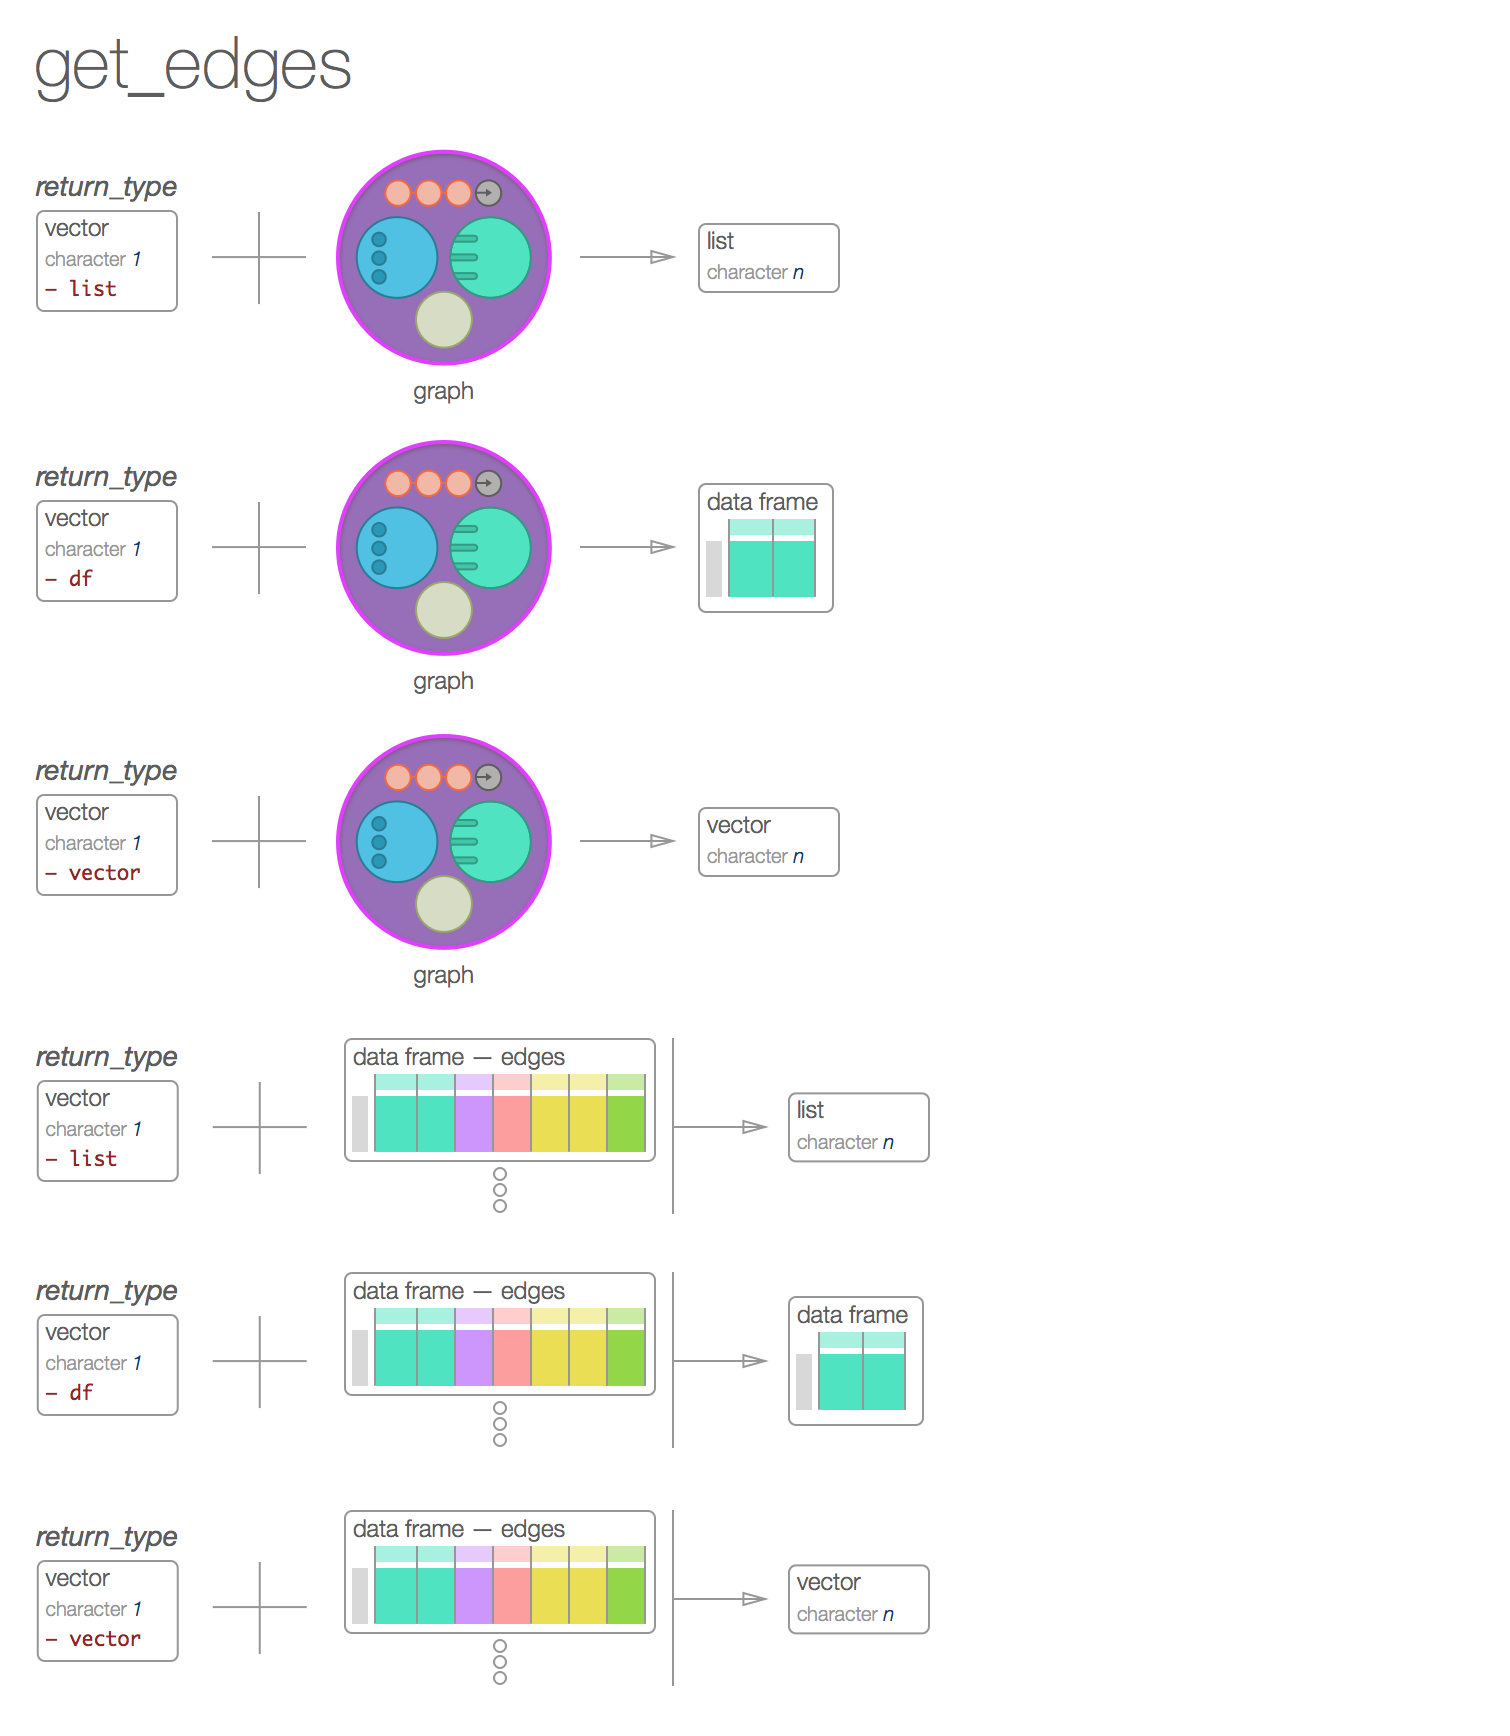 get_edges
return_type
vector
character 1
– list
graph
list
character n
return_type
vector
character 1
– df
graph
data frame
return_type
vector
character 1
– vector
graph
vector
character n
return_type
vector
character 1
– list
data frame — edges
list
character n
return_type
vector
character 1
– df
data frame — edges
data frame
return_type
vector
character 1
– vector
data frame — edges
vector
character n